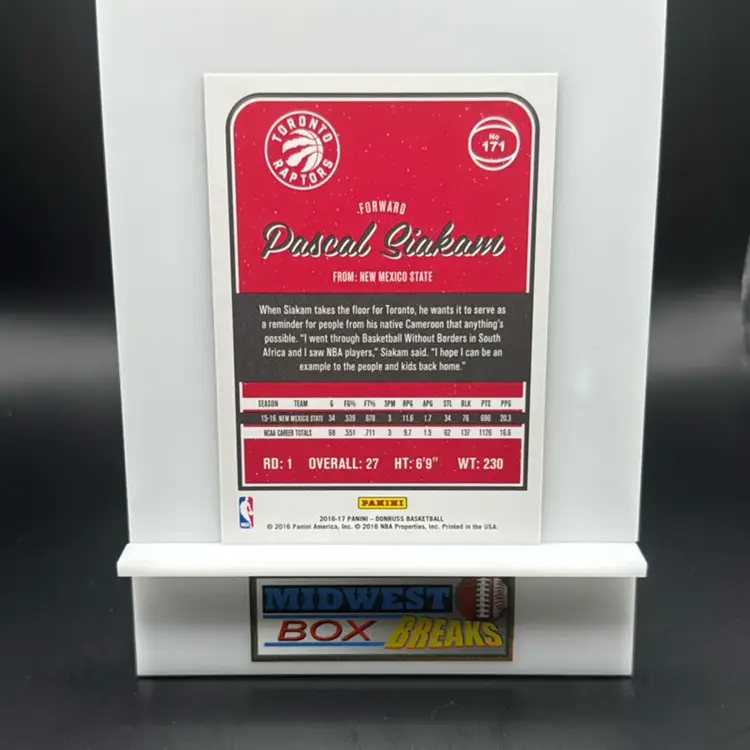 TORONTO
RAPTORS
No
171
FORWARD
Pascal Siakam
FROM: NEW MEXICO STATE
When Siakam takes the floor for Toronto, he wants it to serve as
a reminder for people from his native Cameroon that anything's
possible. "I went through Basketball Without Borders in South
Africa and I saw NBA players," Siakam said. "I hope I can be an
example to the people and kids back home."
SEASON TEAM G FG% FT% 3PM RPG APG STL BLK PTS PPG
15-16 NEW MEXICO STATE 34 .539 .678 3 11.6 1.7 34 76 690 20.3
NCAA CAREER TOTALS 68 .551 .711 3 9.7 1.5 62 137 1126 16.6
RD: 1 OVERALL: 27 HT: 6'9" WT: 230
PANINI
2016-17 PANINI – DONRUSS BASKETBALL
© 2016 Panini America, Inc. © 2016 NBA Properties, Inc. Printed in the USA.
NBA
MIDWEST
BOX BREAKS